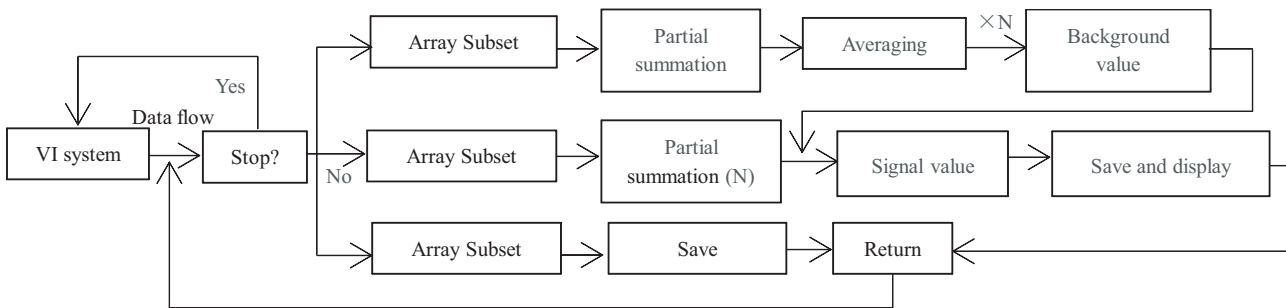 Array Subset
Partial
summation
Averaging
×N
Background
value
Yes
Data flow
VI system
Stop?
No
Array Subset
Partial
summation (N)
Signal value
Save and display
Array Subset
Save
Return